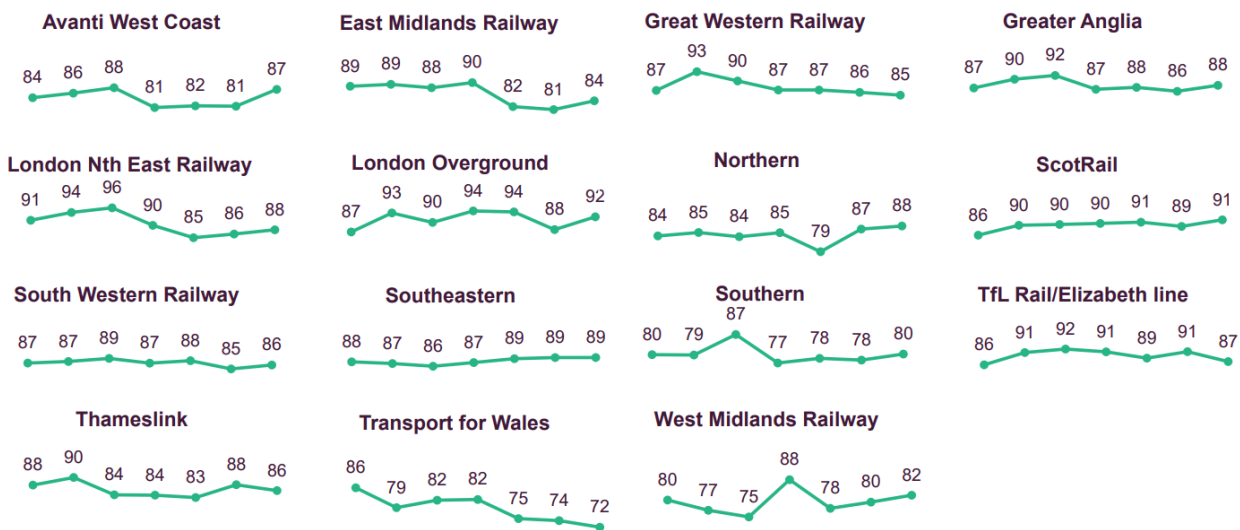 Avanti West Coast
84 86 88 81 82 81 87
East Midlands Railway
89 89 88 90 82 81 84
Great Western Railway
87 93 90 87 87 86 85
Greater Anglia
87 90 92 87 88 86 88
London Nth East Railway
91 94 96 90 85 86 88
London Overground
87 93 90 94 94 88 92
Northern
84 85 84 85 79 87 88
ScotRail
86 90 90 90 91 89 91
South Western Railway
87 87 89 87 88 85 86
Southeastern
88 87 86 87 89 89 89
Southern
80 79 87 77 78 78 80
TfL Rail/Elizabeth line
86 91 92 91 89 91 87
Thameslink
88 90 84 84 83 88 86
Transport for Wales
86 79 82 82 75 74 72
West Midlands Railway
80 77 75 88 78 80 82